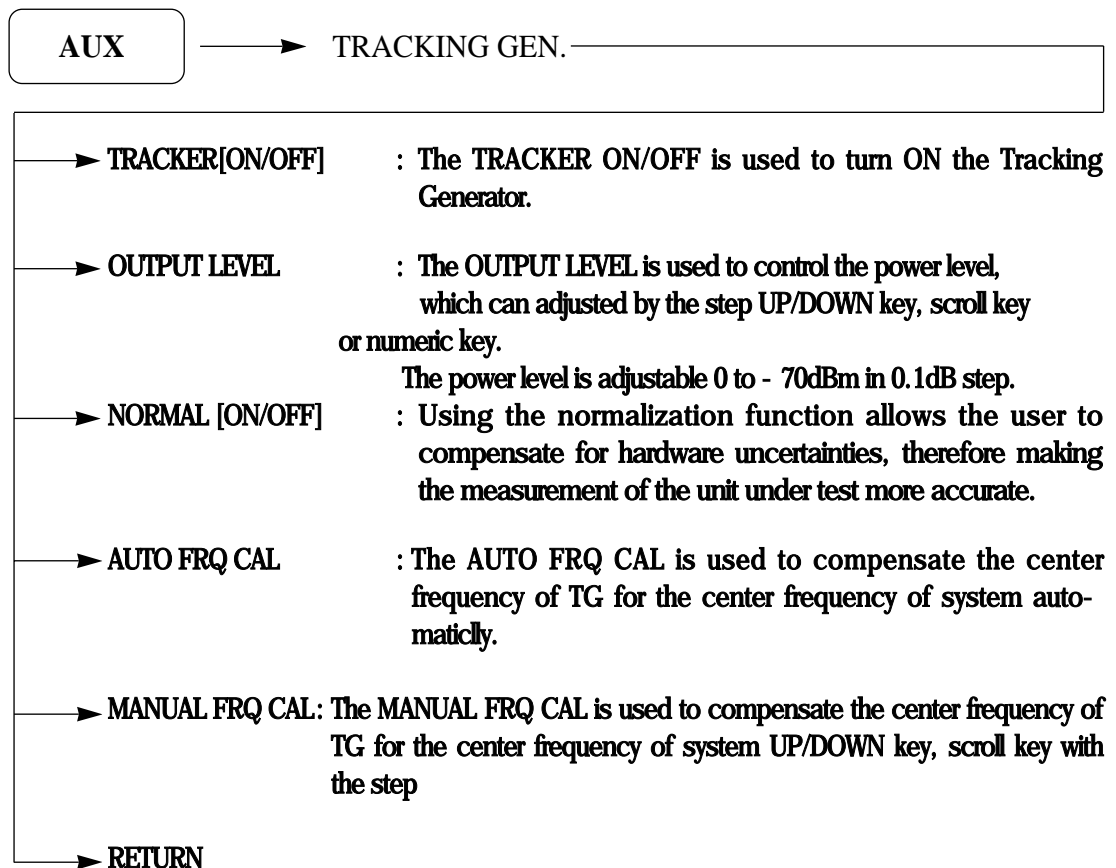 AUX TRACKING GEN.
TRACKER[ON/OFF] : The TRACKER ON/OFF is used to turn ON the Tracking
Generator.
OUTPUT LEVEL : The OUTPUT LEVEL is used to control the power level,
which can adjusted by the step UP/DOWN key, scroll key
or numeric key.
The power level is adjustable 0 to - 70dBm in 0.1dB step.
NORMAL [ON/OFF] : Using the normalization function allows the user to
compensate for hardware uncertainties, therefore making
the measurement of the unit under test more accurate.
AUTO FRQ CAL : The AUTO FRQ CAL is used to compensate the center
frequency of TG for the center frequency of system auto-
maticlly.
MANUAL FRQ CAL: The MANUAL FRQ CAL is used to compensate the center frequency of
TG for the center frequency of system UP/DOWN key, scroll key with
the step
RETURN